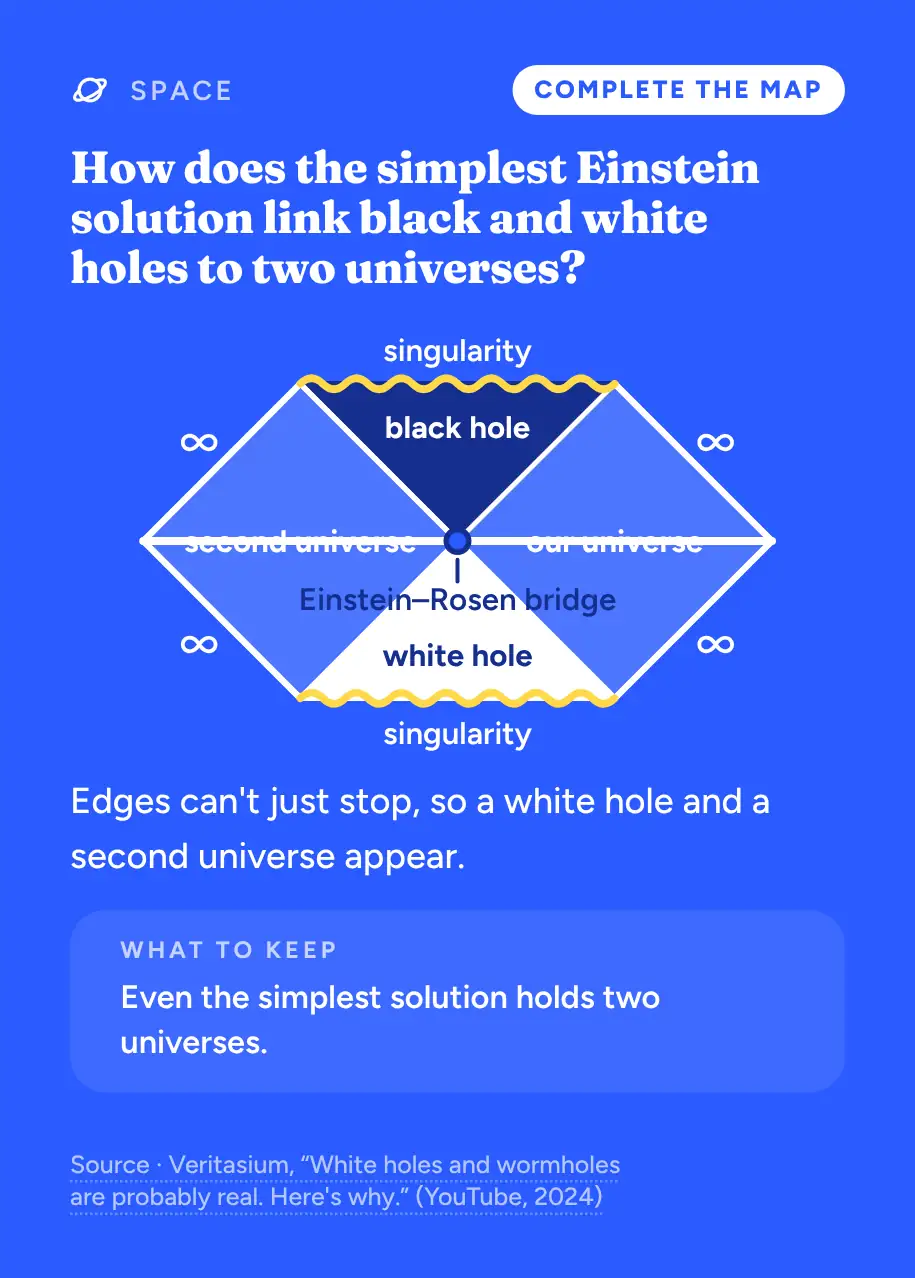 SPACE
COMPLETE THE MAP
How does the simplest Einstein
solution link black and white
holes to two universes?
singularity
black hole
∞
∞
second universe
our universe
Einstein–Rosen bridge
∞
∞
white hole
singularity
Edges can't just stop, so a white hole and a
second universe appear.
WHAT TO KEEP
Even the simplest solution holds two
universes.
Source · Veritasium, “White holes and wormholes
are probably real. Here's why.” (YouTube, 2024)